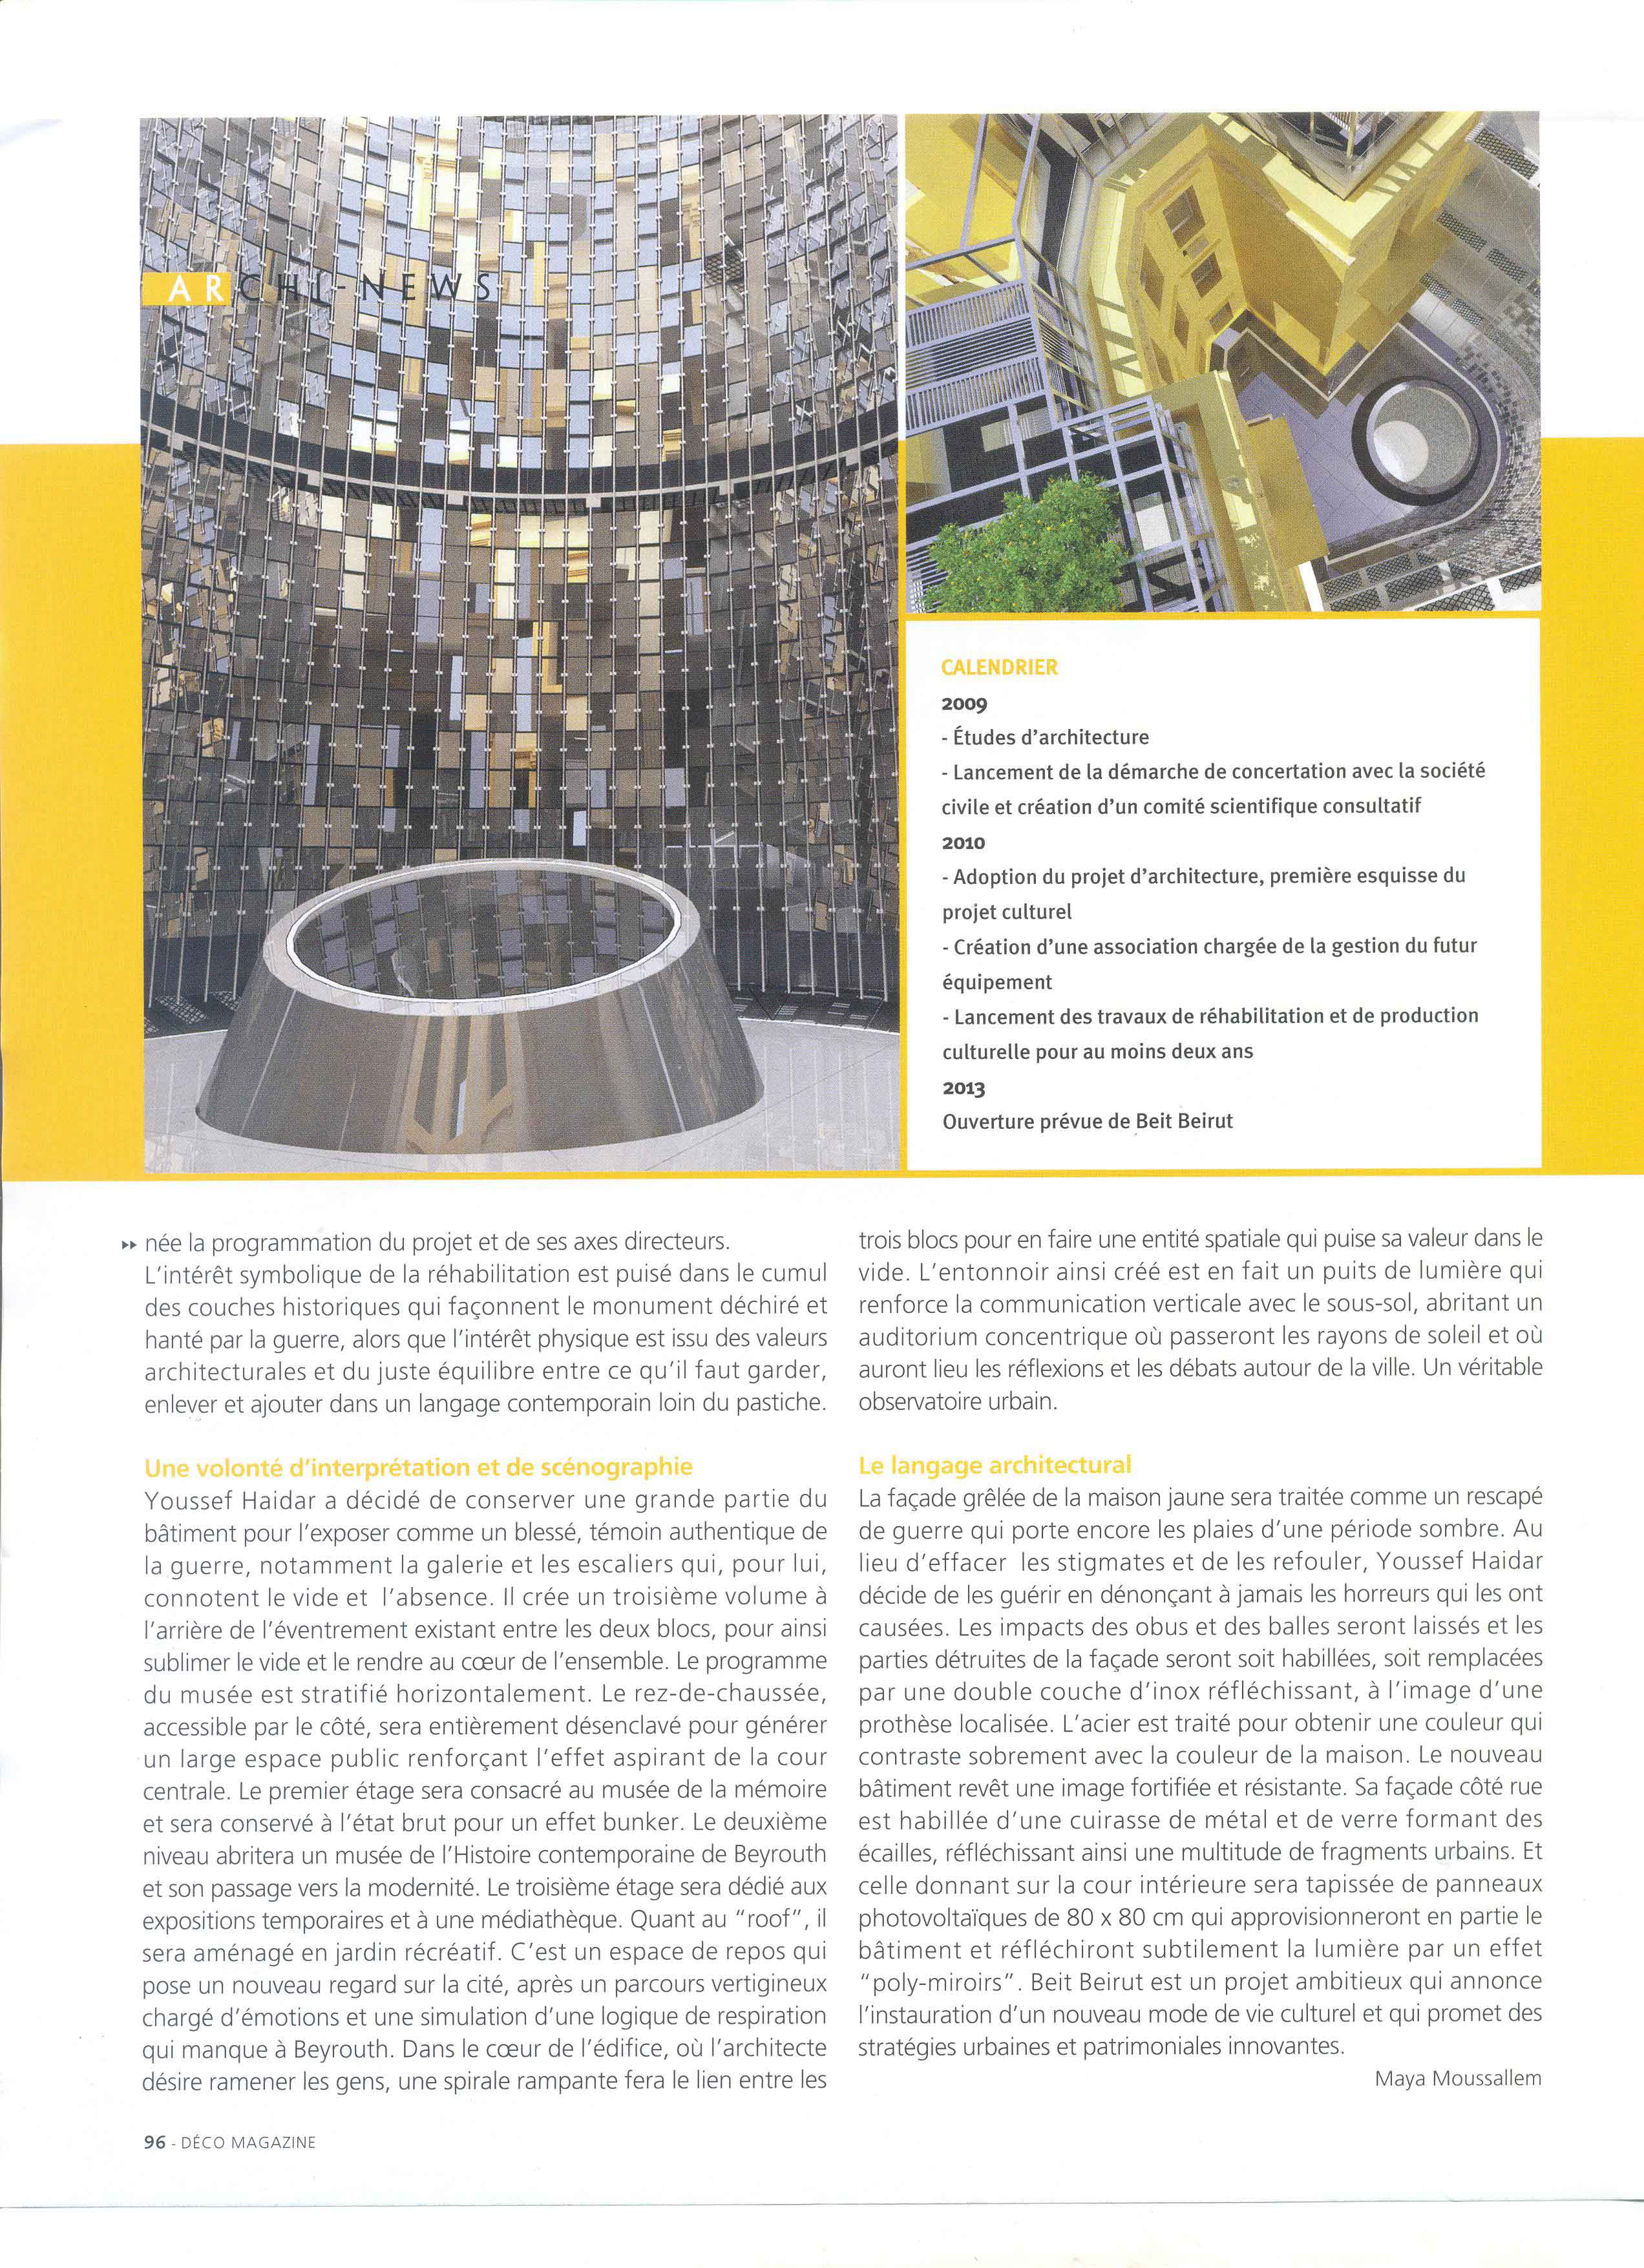 ARCHI-NEWS
CALENDRIER
2009
- Études d'architecture
- Lancement de la démarche de concertation avec la société
civile et création d'un comité scientifique consultatif
2010
- Adoption du projet d'architecture, première esquisse du
projet culturel
- Création d'une association chargée de la gestion du futur
équipement
- Lancement des travaux de réhabilitation et de production
culturelle pour au moins deux ans
2013
Ouverture prévue de Beit Beirut
née la programmation du projet et de ses axes directeurs.
L'intérêt symbolique de la réhabilitation est puisé dans le cumul
des couches historiques qui façonnent le monument déchiré et
hanté par la guerre, alors que l'intérêt physique est issu des valeurs
architecturales et du juste équilibre entre ce qu'il faut garder,
enlever et ajouter dans un langage contemporain loin du pastiche.
Une volonté d'interprétation et de scénographie
Youssef Haidar a décidé de conserver une grande partie du
bâtiment pour l'exposer comme un blessé, témoin authentique de
la guerre, notamment la galerie et les escaliers qui, pour lui,
connotent le vide et l'absence. Il crée un troisième volume à
l'arrière de l'éventrement existant entre les deux blocs, pour ainsi
sublimer le vide et le rendre au cœur de l'ensemble. Le programme
du musée est stratifié horizontalement. Le rez-de-chaussée,
accessible par le côté, sera entièrement désenclavé pour générer
un large espace public renforçant l'effet aspirant de la cour
centrale. Le premier étage sera consacré au musée de la mémoire
et sera conservé à l'état brut pour un effet bunker. Le deuxième
niveau abritera un musée de l'Histoire contemporaine de Beyrouth
et son passage vers la modernité. Le troisième étage sera dédié aux
expositions temporaires et à une médiathèque. Quant au "roof", il
sera aménagé en jardin récréatif. C'est un espace de repos qui
pose un nouveau regard sur la cité, après un parcours vertigineux
chargé d'émotions et une simulation d'une logique de respiration
qui manque à Beyrouth. Dans le cœur de l'édifice, où l'architecte
désire ramener les gens, une spirale rampante fera le lien entre les
trois blocs pour en faire une entité spatiale qui puise sa valeur dans le
vide. L'entonnoir ainsi créé est en fait un puits de lumière qui
renforce la communication verticale avec le sous-sol, abritant un
auditorium concentrique où passeront les rayons de soleil et où
auront lieu les réflexions et les débats autour de la ville. Un véritable
observatoire urbain.
Le langage architectural
La façade grêlée de la maison jaune sera traitée comme un rescapé
de guerre qui porte encore les plaies d'une période sombre. Au
lieu d'effacer les stigmates et de les refouler, Youssef Haidar
décide de les guérir en dénonçant à jamais les horreurs qui les ont
causées. Les impacts des obus et des balles seront laissés et les
parties détruites de la façade seront soit habillées, soit remplacées
par une double couche d'inox réfléchissant, à l'image d'une
prothèse localisée. L'acier est traité pour obtenir une couleur qui
contraste sobrement avec la couleur de la maison. Le nouveau
bâtiment revêt une image fortifiée et résistante. Sa façade côté rue
est habillée d'une cuirasse de métal et de verre formant des
écailles, réfléchissant ainsi une multitude de fragments urbains. Et
celle donnant sur la cour intérieure sera tapissée de panneaux
photovoltaïques de 80 x 80 cm qui approvisionneront en partie le
bâtiment et réfléchiront subtilement la lumière par un effet
"poly-miroirs". Beit Beirut est un projet ambitieux qui annonce
l'instauration d'un nouveau mode de vie culturel et qui promet des
stratégies urbaines et patrimoniales innovantes.
Maya Moussallem
96 - DÉCO MAGAZINE